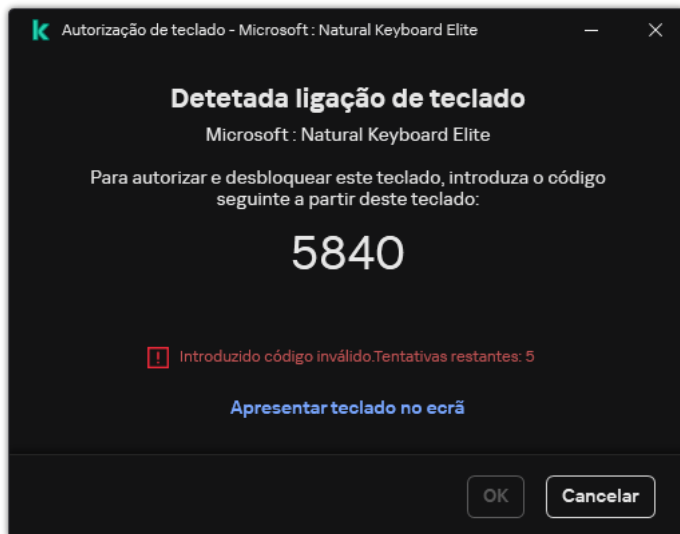 Autorização de teclado - Microsoft : Natural Keyboard Elite
Detetada ligação de teclado
Microsoft : Natural Keyboard Elite
Para autorizar e desbloquear este teclado, introduza o código
seguinte a partir deste teclado:
5840
Introduzido código inválido.Tentativas restantes: 5
Apresentar teclado no ecrã
OK
Cancelar